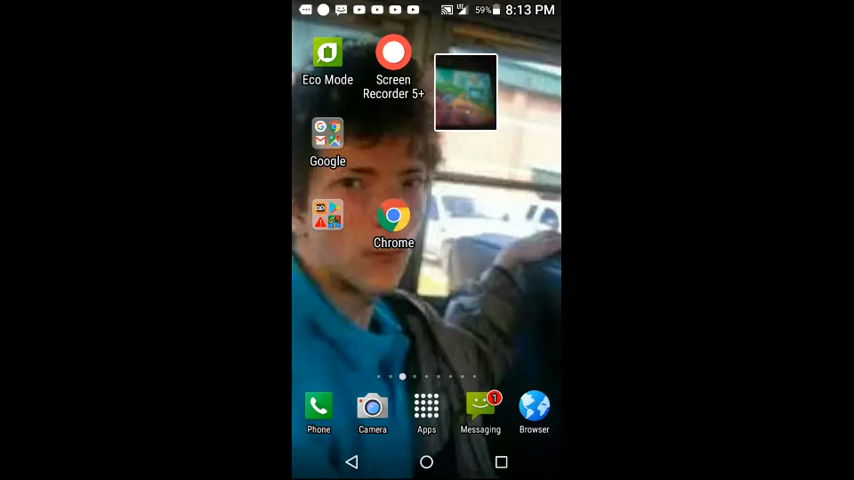 59% 8:13 PM
Eco Mode
Screen
Recorder 5+
Google
Chrome
1
Phone
Camera
Apps
Messaging
Browser